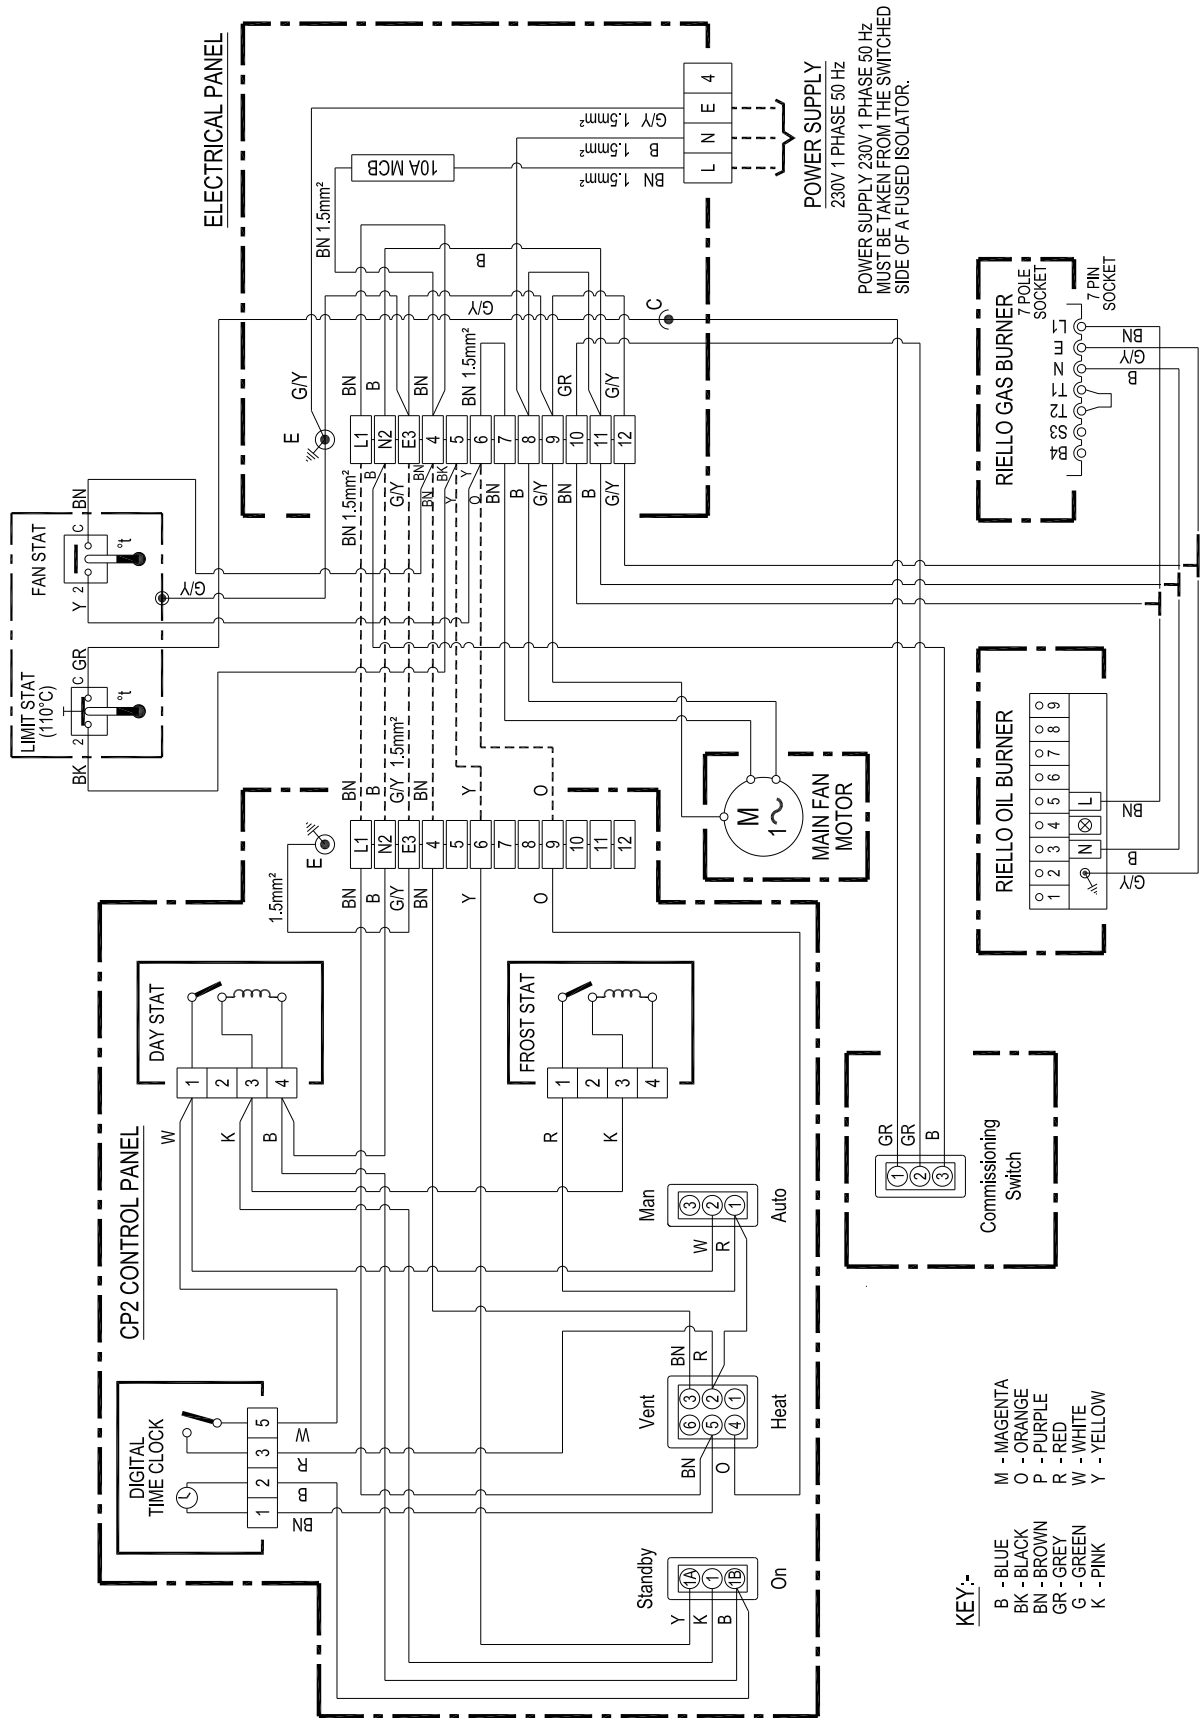 ELECTRICAL PANEL
10A MCB
BN 1.5mm²
G/Y 1.5mm²
B 1.5mm²
BN 1.5mm²
L
N
E
4
POWER SUPPLY
230V 1 PHASE 50 Hz
POWER SUPPLY 230V 1 PHASE 50 Hz
MUST BE TAKEN FROM THE SWITCHED
SIDE OF A FUSED ISOLATOR.
B
G/Y
C
E
G/Y
BN
B
BN
BN 1.5mm²
GR
G/Y
L1
N2
E3
4
5
6
7
8
9
10
11
12
BN 1.5mm²
B
G/Y
BN
BN
BK
Y
Y
O
BN
B
G/Y
BN
B
G/Y
FAN STAT
Y
2
C
BN
°t
G/Y
LIMIT STAT
(110°C)
BK
2
C
GR
°t
BN
B
G/Y 1.5mm²
BN
Y
O
E
1.5mm²
L1
N2
E3
4
5
6
7
8
9
10
11
12
BN
B
G/Y
BN
Y
O
M
1~
MAIN FAN
MOTOR
RIELLO GAS BURNER
7 POLE
SOCKET
7 PIN
SOCKET
B4
S3
T2
T1
N
E
L1
B
G/Y
BN
RIELLO OIL BURNER
1
2
3
4
5
6
7
8
9
N
L
G/Y
B
BN
CP2 CONTROL PANEL
DAY STAT
1
2
3
4
W
K
B
FROST STAT
1
2
3
4
R
K
Man
3
2
1
Auto
W
R
Vent
3
2
1
6
5
4
Heat
BN
R
BN
O
Standby
1A
1
1B
On
Y
K
B
DIGITAL
TIME CLOCK
1
2
3
5
BN
B
R
W
GR
GR
B
1
2
3
Commissioning
Switch
KEY:-
B - BLUE
BK - BLACK
BN - BROWN
GR - GREY
G - GREEN
K - PINK
M - MAGENTA
O - ORANGE
P - PURPLE
R - RED
W - WHITE
Y - YELLOW